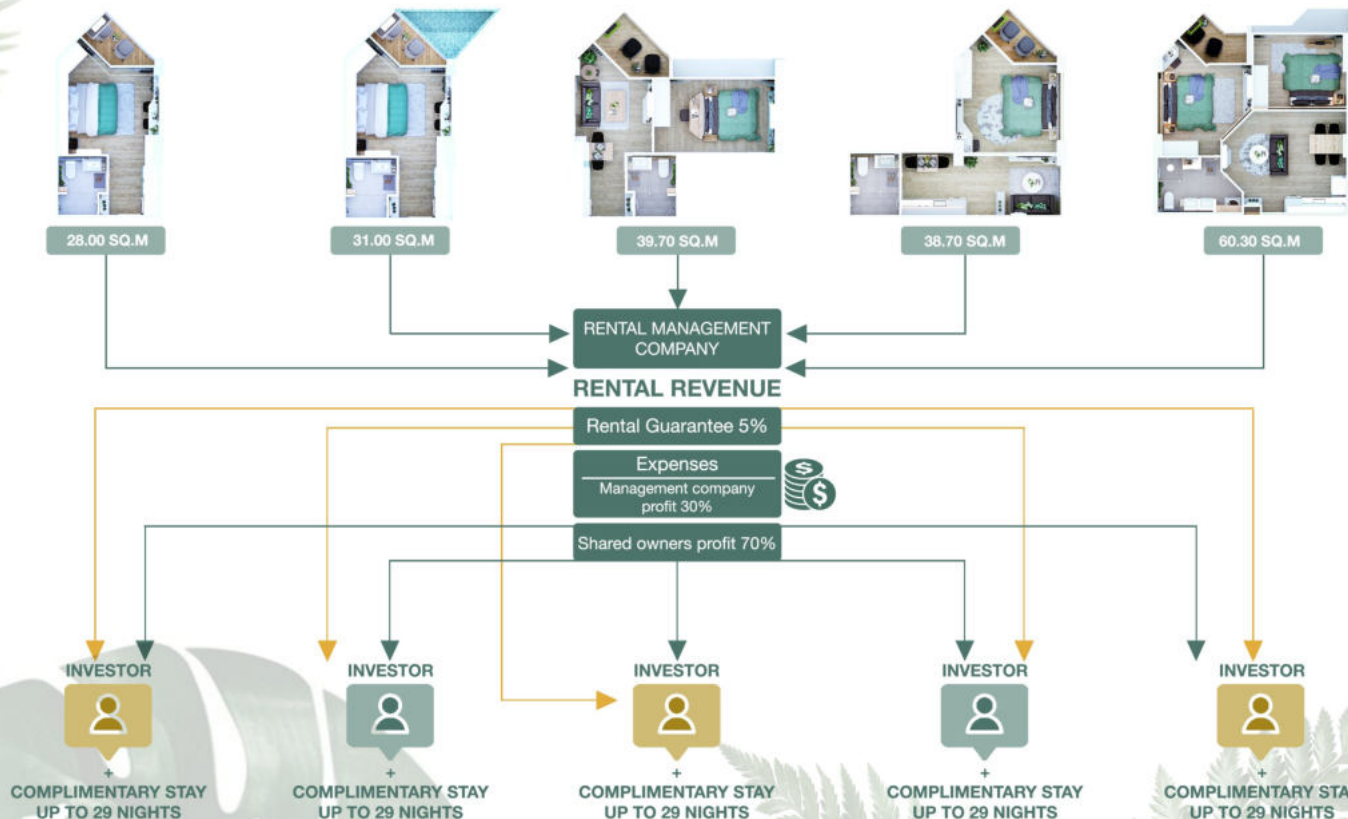 28.00 SQ.M
31.00 SQ.M
39.70 SQ.M
38.70 SQ.M
60.30 SQ.M
RENTAL MANAGEMENT
COMPANY
RENTAL REVENUE
Rental Guarantee 5%
Expenses
Management company
profit 30%
Shared owners profit 70%
INVESTOR
INVESTOR
INVESTOR
INVESTOR
INVESTOR
+
COMPLIMENTARY STAY
UP TO 29 NIGHTS
+
COMPLIMENTARY STAY
UP TO 29 NIGHTS
+
COMPLIMENTARY STAY
UP TO 29 NIGHTS
+
COMPLIMENTARY STAY
UP TO 29 NIGHTS
+
COMPLIMENTARY STA
UP TO 29 NIGHTS